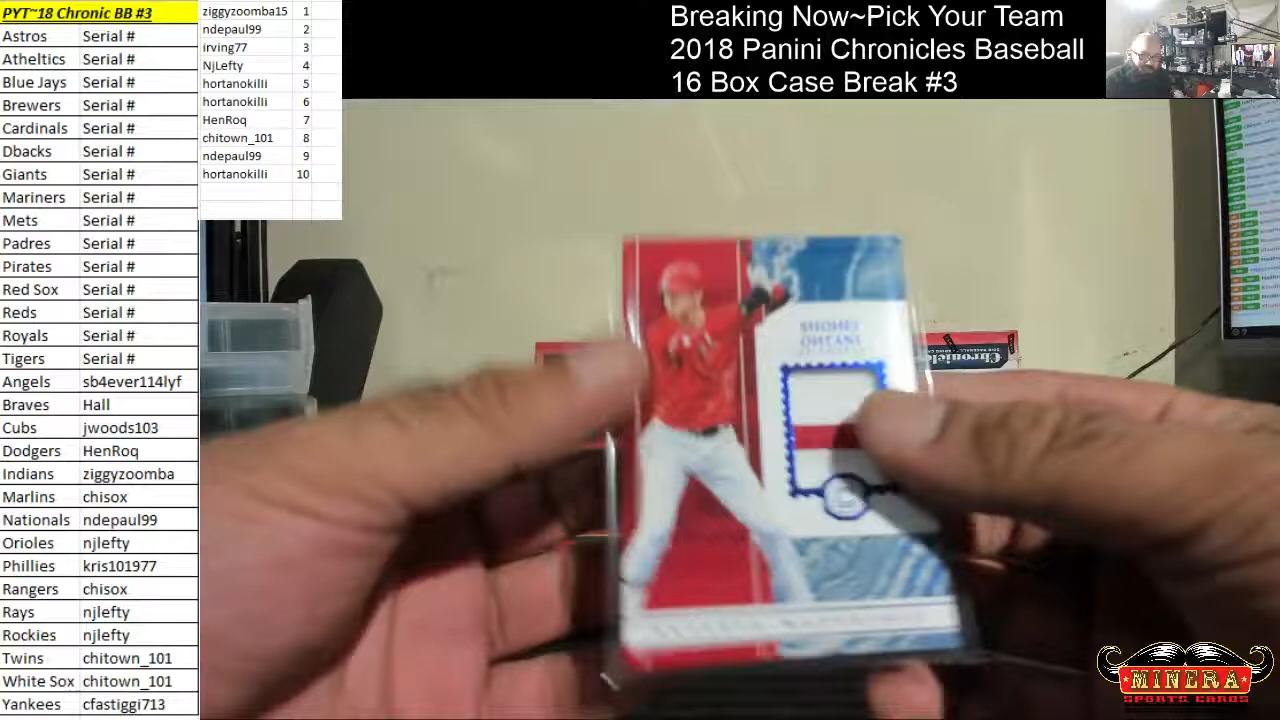 PYT~18 Chronic BB #3
Astros Serial #
Atheltics Serial #
Blue Jays Serial #
Brewers Serial #
Cardinals Serial #
Dbacks Serial #
Giants Serial #
Mariners Serial #
Mets Serial #
Padres Serial #
Pirates Serial #
Red Sox Serial #
Reds Serial #
Royals Serial #
Tigers Serial #
Angels sb4ever114lyf
Braves Hall
Cubs jwoods103
Dodgers HenRoq
Indians ziggyzoomba
Marlins chisox
Nationals ndepaul99
Orioles njlefty
Phillies kris101977
Rangers chisox
Rays njlefty
Rockies njlefty
Twins chitown_101
White Sox chitown_101
Yankees cfastiggi713
ziggyzoomba15 1
ndepaul99 2
irving77 3
NjLefty 4
hortanokilli 5
hortanokilli 6
HenRoq 7
chitown_101 8
ndepaul99 9
hortanokilli 10
Breaking Now~Pick Your Team
2018 Panini Chronicles Baseball
16 Box Case Break #3
SHOHEI
OHTANI
Chronicles
MINERA
SPORTS CARDS